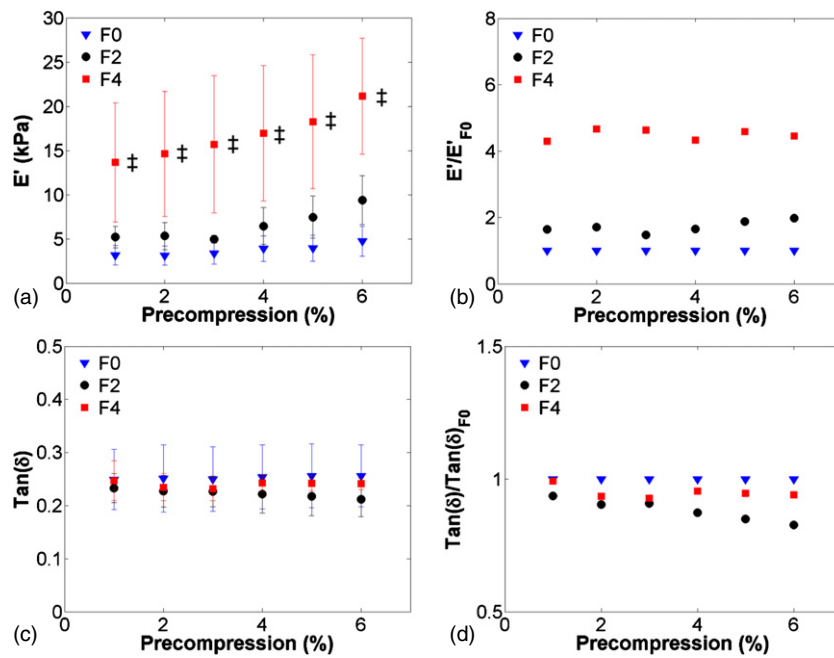 30
25
20
15
10
5
0
E' (kPa)
F0
F2
F4
‡ ‡ ‡ ‡ ‡ ‡
0 2 4 6
Precompression (%)
(a)
8
6
4
2
0
E'/E'F0
F0
F2
F4
0 2 4 6
Precompression (%)
(b)
0.5
0.4
0.3
0.2
0.1
0
Tan(δ)
F0
F2
F4
0 2 4 6
Precompression (%)
(c)
1.5
1
0.5
Tan(δ)/Tan(δ)F0
F0
F2
F4
0 2 4 6
Precompression (%)
(d)